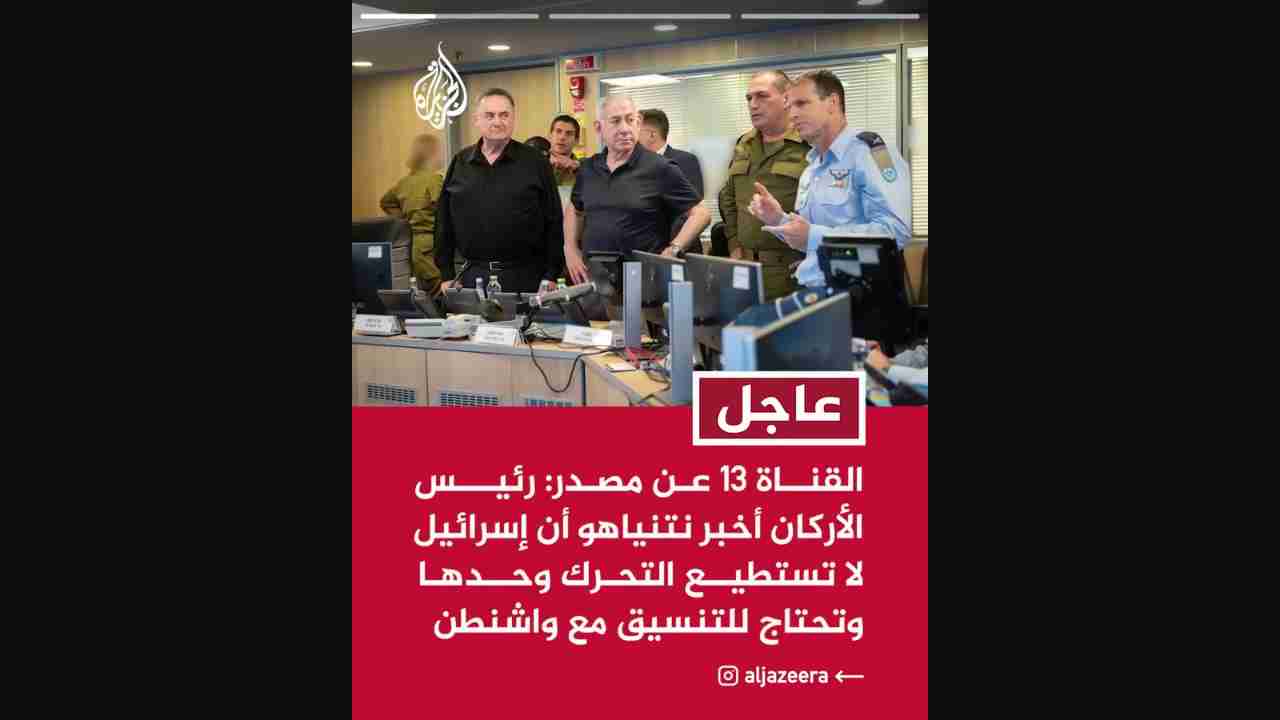 الجزيرة
عاجل
القناة 13 عن مصدر: رئيس
الأركان أخبر نتنياهو أن إسرائيل
لا تستطيع التحرك وحدها
وتحتاج للتنسيق مع واشنطن
aljazeera